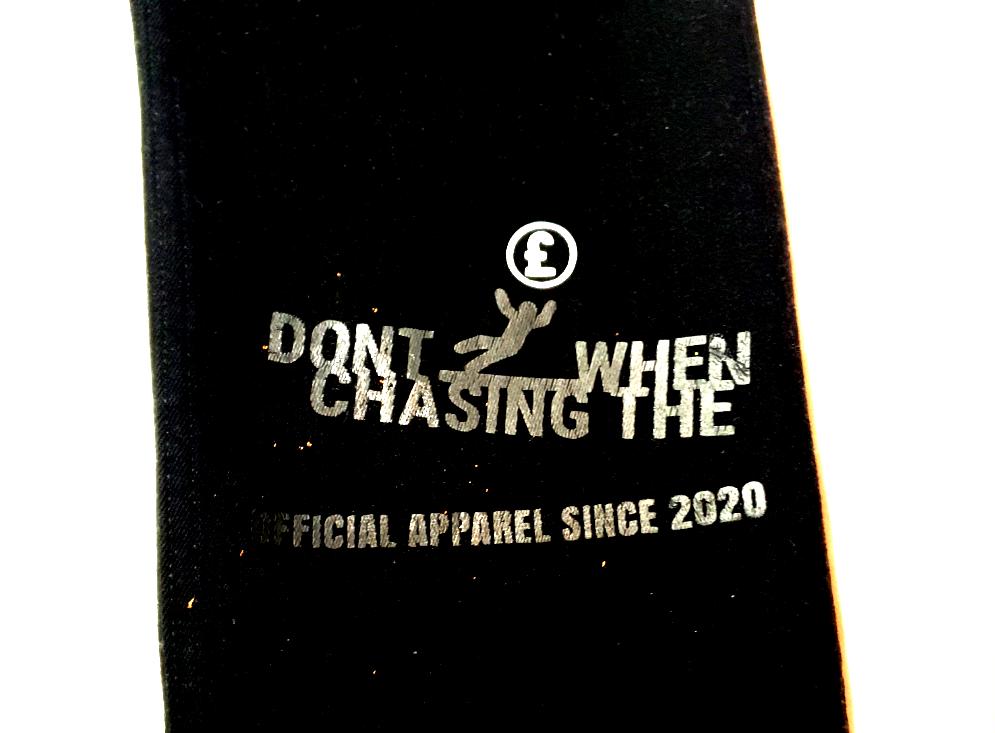 £
DONT WHEN
CHASING THE
OFFICIAL APPAREL SINCE 2020